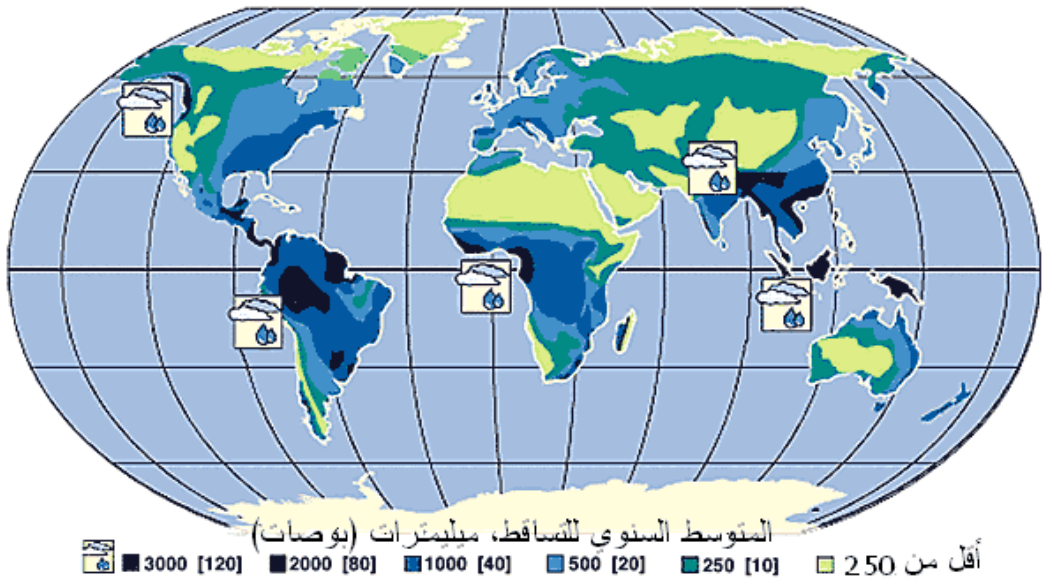 المتوسط السنوي للتساقط، ميليمترات (بوصات)
3000 [120] 2000 [80] 1000 [40] 500 [20] 250 [10] أقل من 250